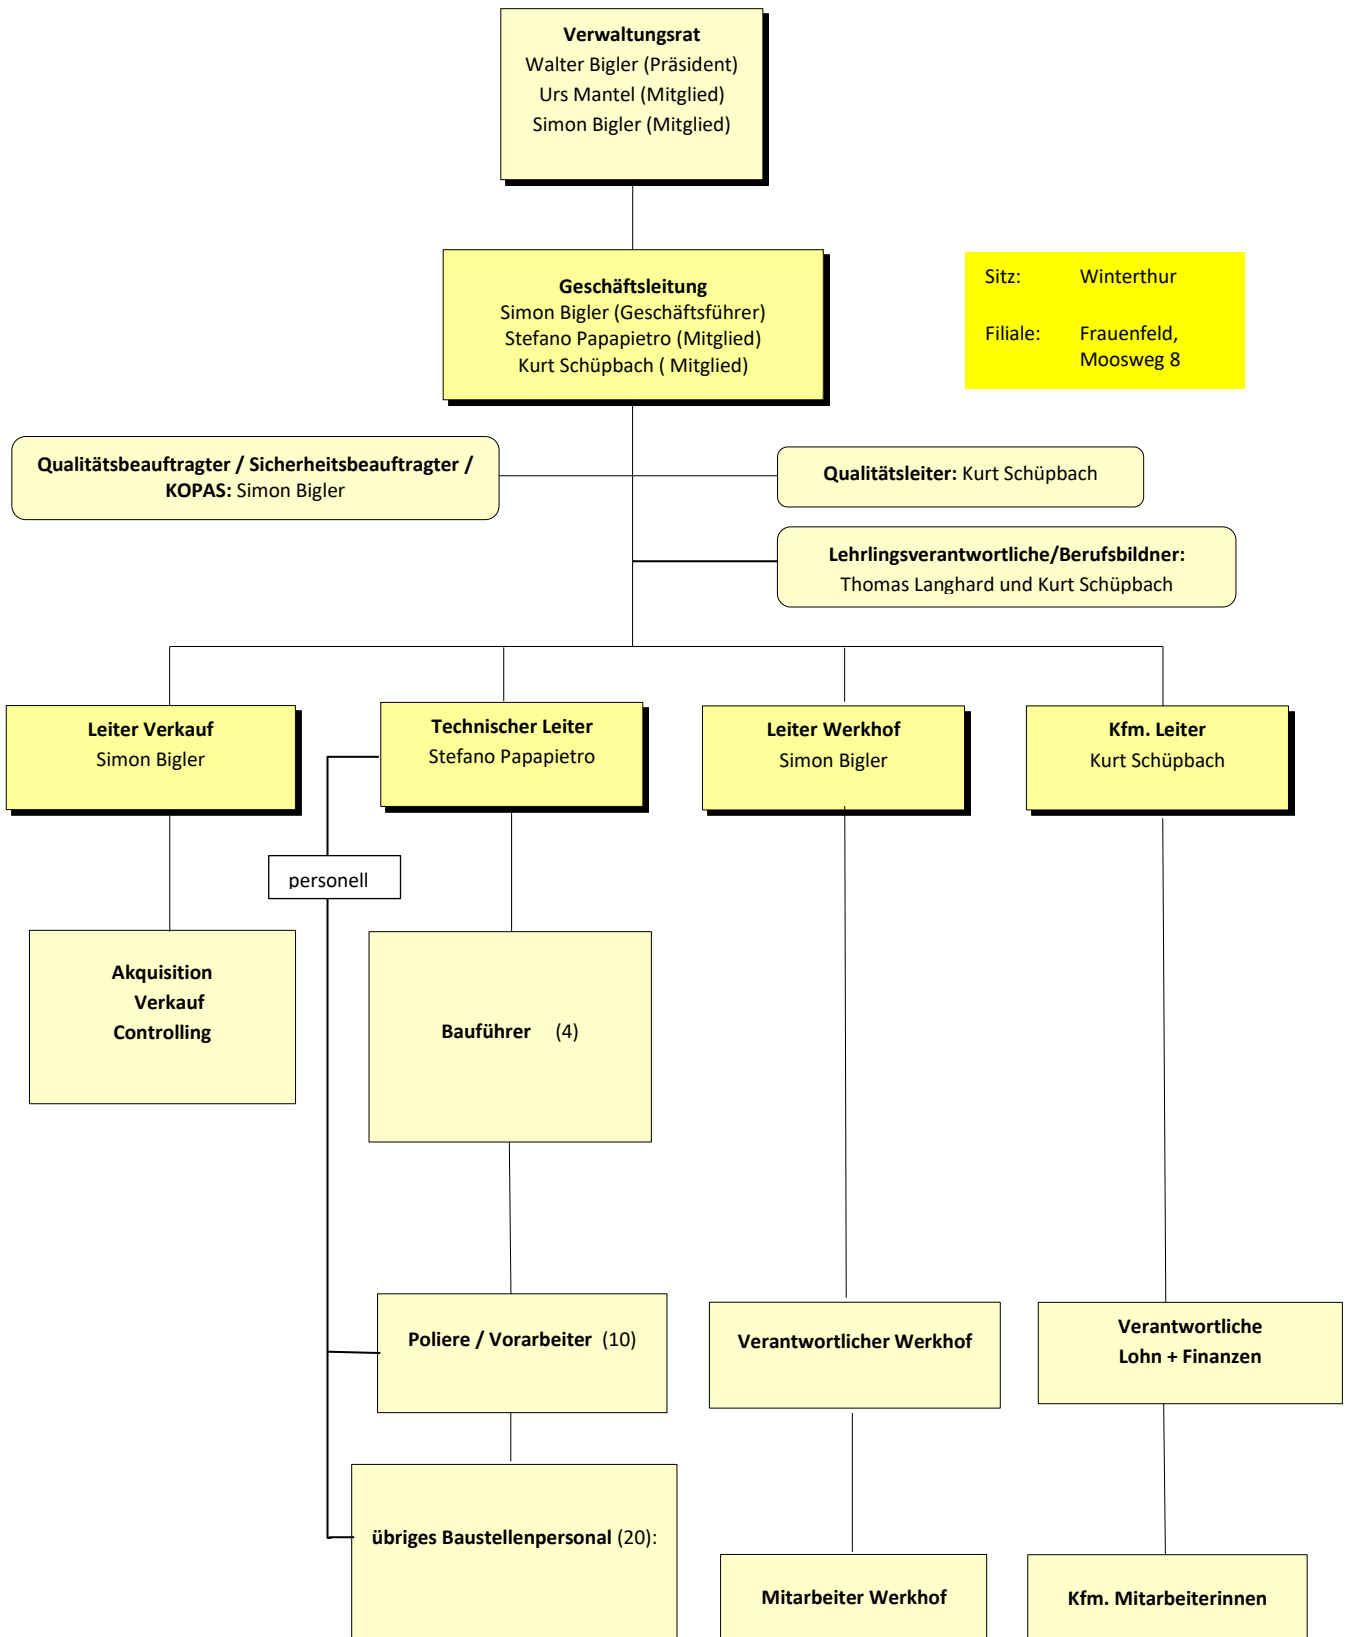 Verwaltungsrat
Walter Bigler (Präsident)
Urs Mantel (Mitglied)
Simon Bigler (Mitglied)
Geschäftsleitung
Simon Bigler (Geschäftsführer)
Stefano Papapietro (Mitglied)
Kurt Schüpbach ( Mitglied)
Sitz: Winterthur
Filiale: Frauenfeld,
Moosweg 8
Qualitätsbeauftragter / Sicherheitsbeauftragter /
KOPAS: Simon Bigler
Qualitätsleiter: Kurt Schüpbach
Lehrlingsverantwortliche/Berufsbildner:
Thomas Langhard und Kurt Schüpbach
Leiter Verkauf
Simon Bigler
Technischer Leiter
Stefano Papapietro
Leiter Werkhof
Simon Bigler
Kfm. Leiter
Kurt Schüpbach
personell
Akquisition
Verkauf
Controlling
Bauführer (4)
Poliere / Vorarbeiter (10)
Verantwortlicher Werkhof
Verantwortliche
Lohn + Finanzen
übriges Baustellenpersonal (20):
Mitarbeiter Werkhof
Kfm. Mitarbeiterinnen